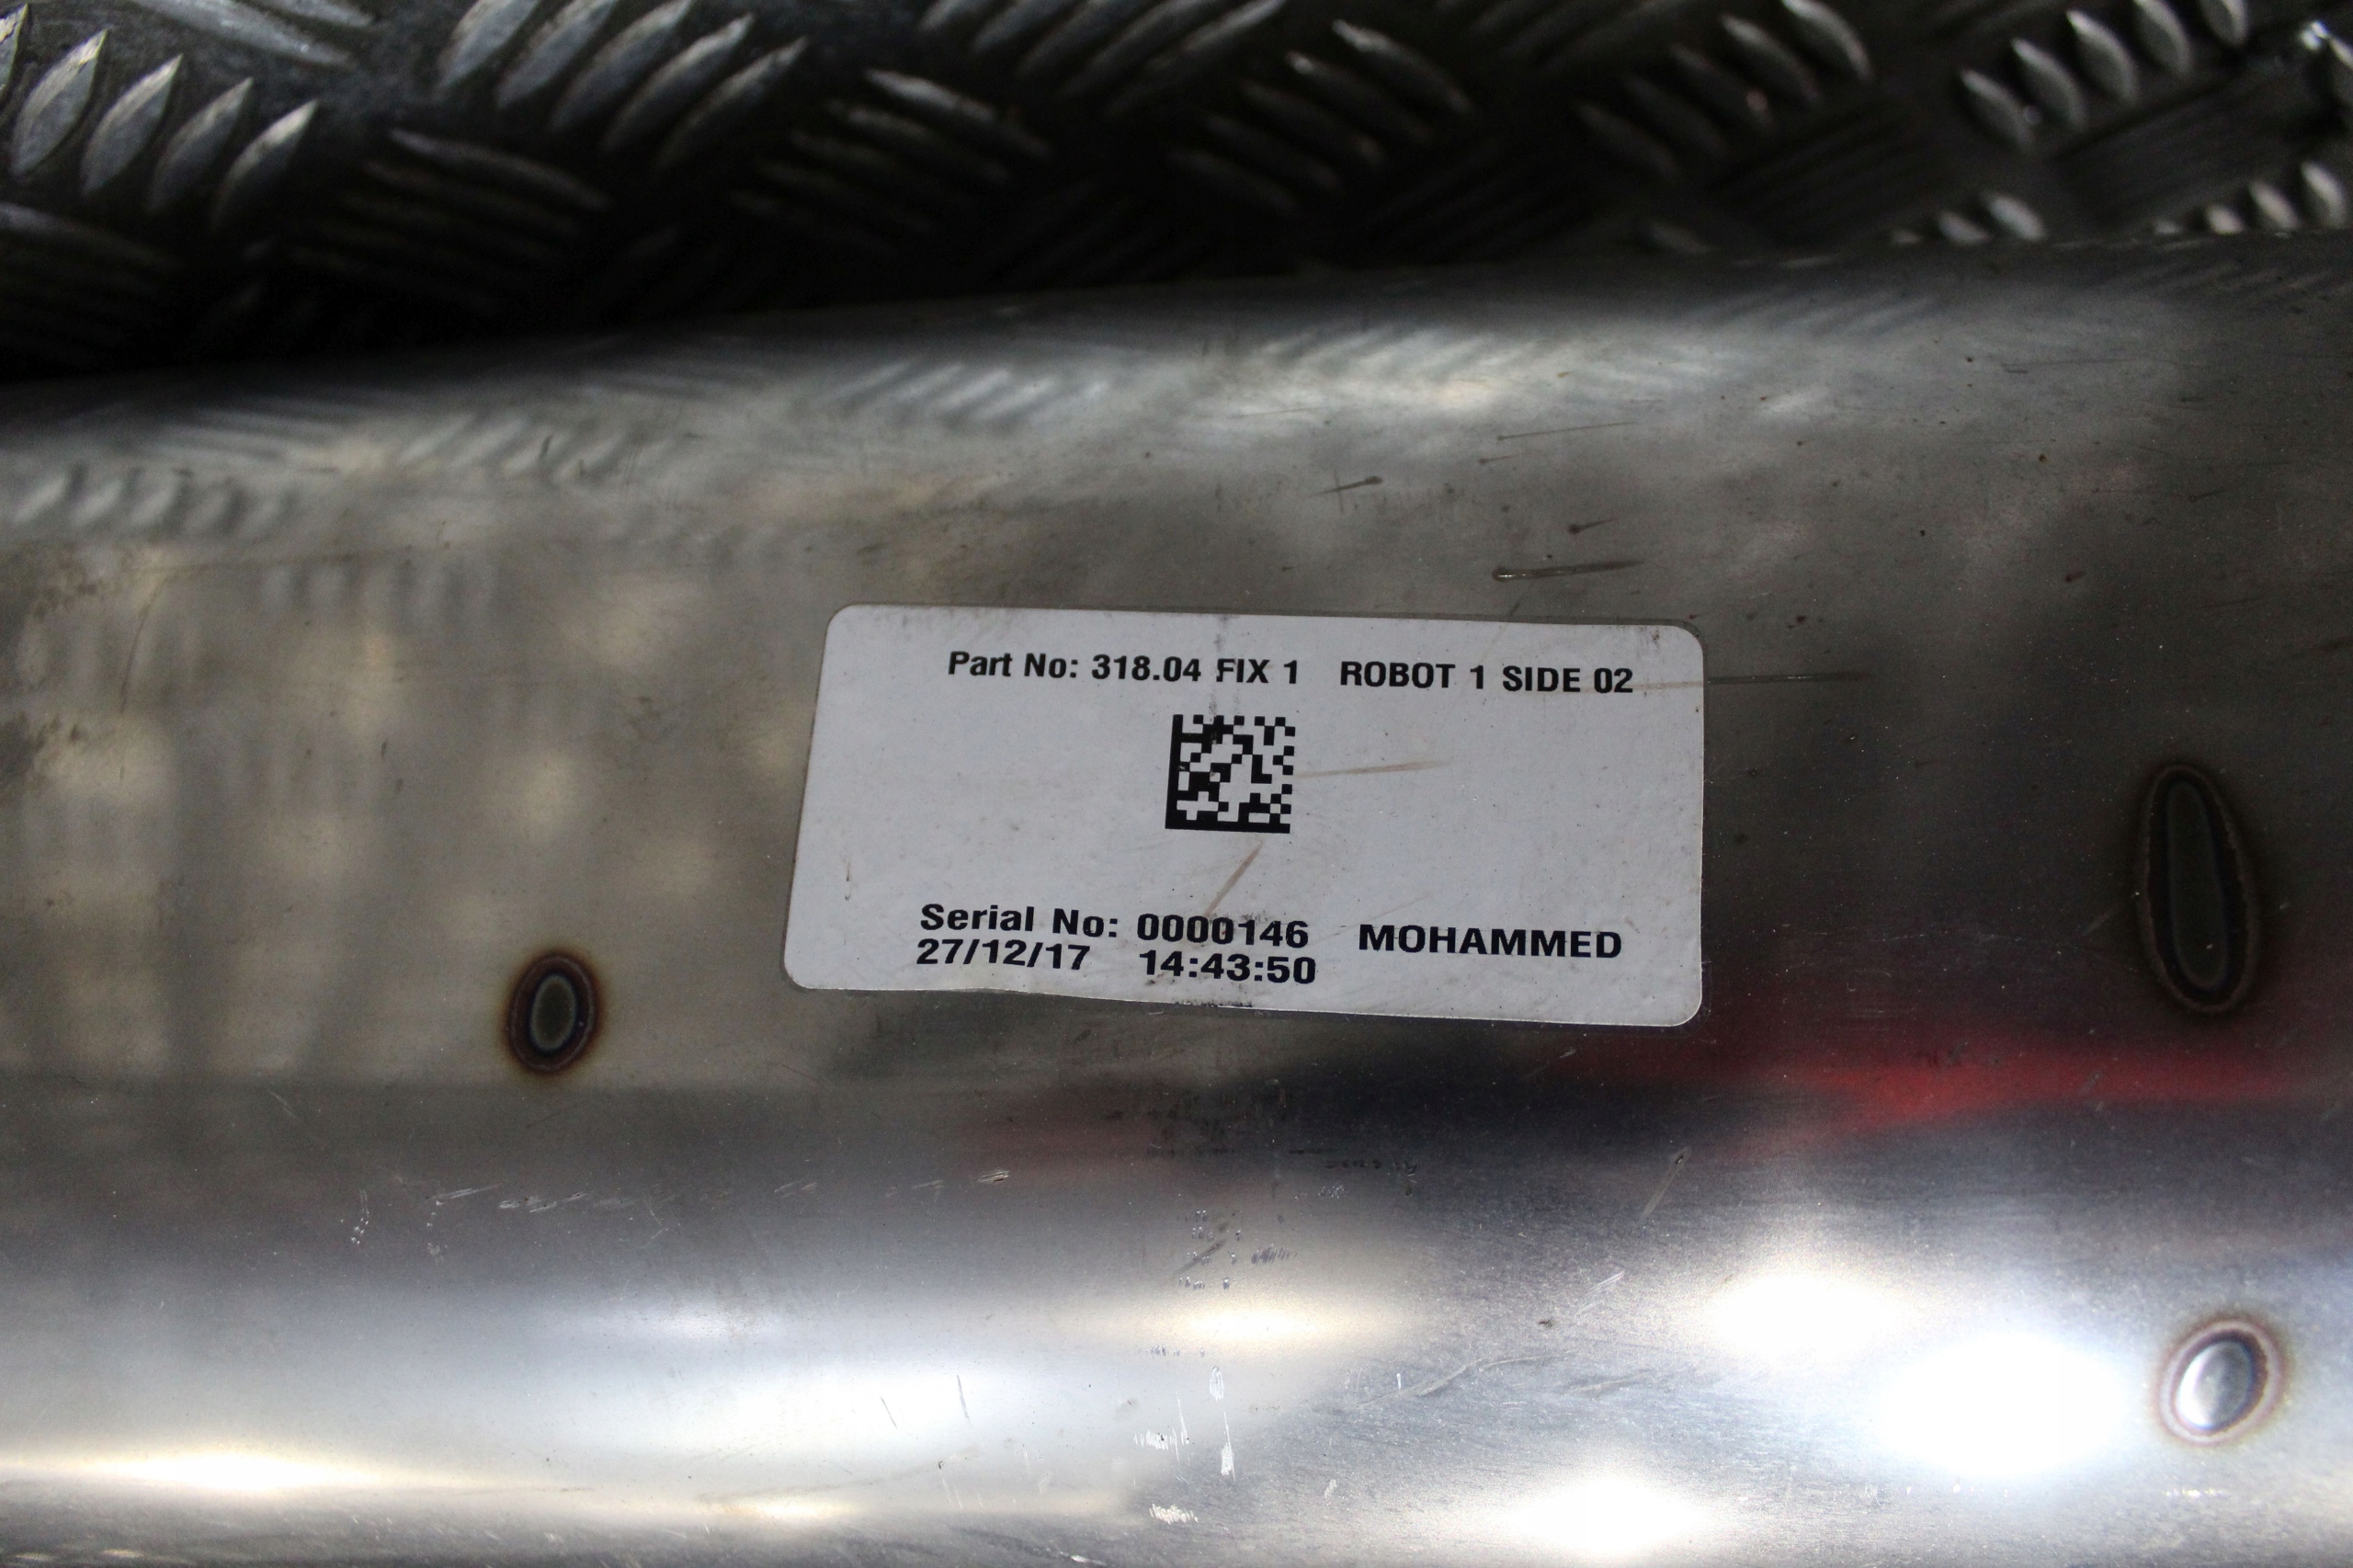 Part No: 318.04 FIX 1 ROBOT 1 SIDE 02
Serial No: 0000146 MOHAMMED
27/12/17 14:43:50